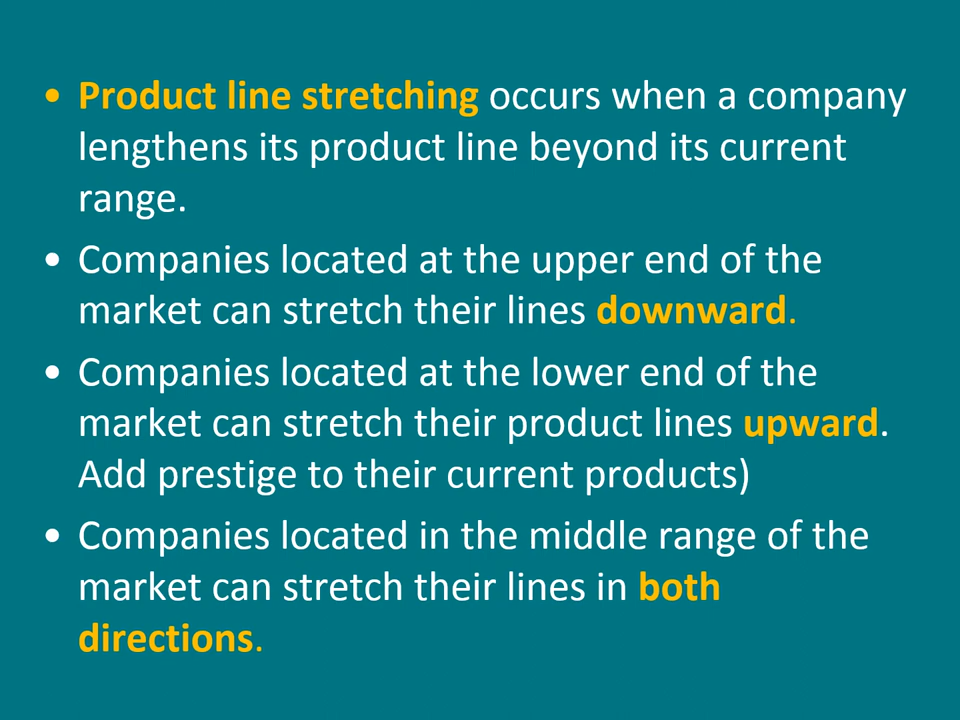 • Product line stretching occurs when a company
lengthens its product line beyond its current
range.
• Companies located at the upper end of the
market can stretch their lines downward.
• Companies located at the lower end of the
market can stretch their product lines upward.
Add prestige to their current products)
• Companies located in the middle range of the
market can stretch their lines in both
directions.